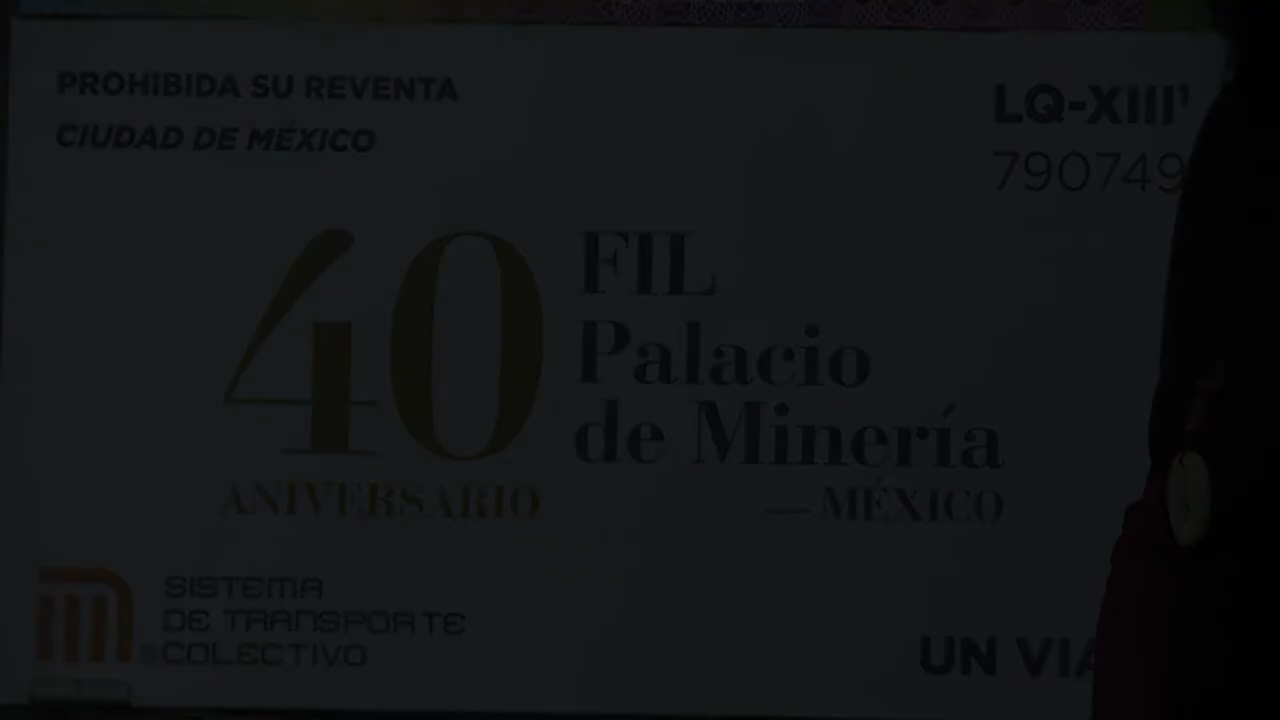 PROHIBIDA SU REVENTA
CIUDAD DE MÉXICO
LQ-XIII
790749
40
ANIVERSARIO
FIL
Palacio
de Minería
— MÉXICO
SISTEMA
DE TRANSPORTE
COLECTIVO
UN